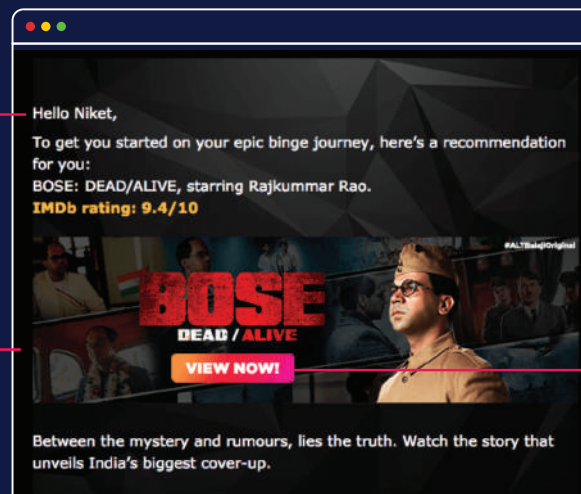 Hello Niket,
To get you started on your epic binge journey, here's a recommendation
for you:
BOSE: DEAD/ALIVE, starring Rajkummar Rao.
IMDb rating: 9.4/10
#ALTBalajiOriginal
BOSE
DEAD / ALIVE
VIEW NOW!
Between the mystery and rumours, lies the truth. Watch the story that
unveils India's biggest cover-up.